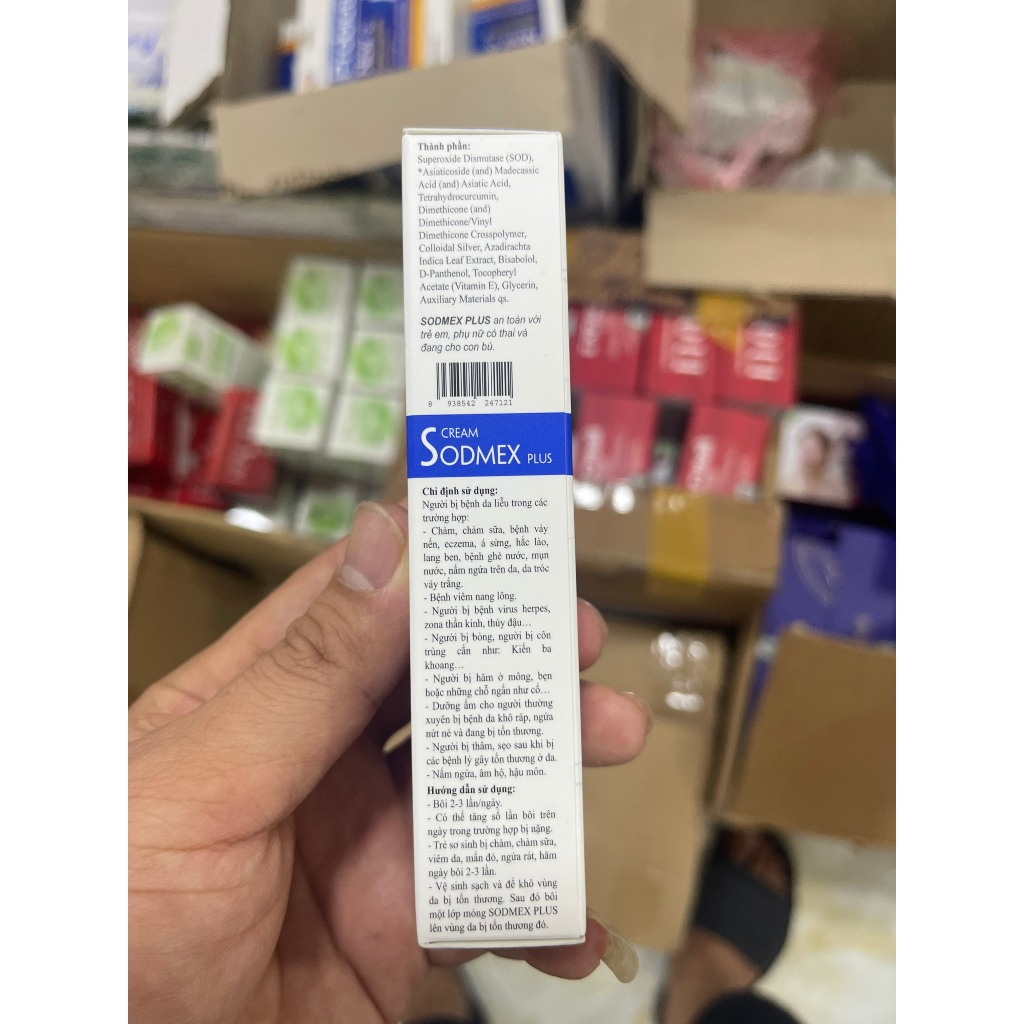 Thành phần:
Superoxide Dismutase (SOD),
*Asiaticoside (and) Madecassic
Acid (and) Asiatic Acid,
Tetrahydrocurcumin,
Dimethicone (and)
Dimethicone/Vinyl
Dimethicone Crosspolymer,
Colloidal Silver, Azadirachta
Indica Leaf Extract, Bisabolol,
D-Panthenol, Tocopheryl
Acetate (Vitamin E), Glycerin,
Auxiliary Materials qs.
SODMEX PLUS an toàn với
trẻ em, phụ nữ có thai và
đang cho con bú.
8 938542 247121
CREAM
SODMEX PLUS
Chỉ định sử dụng:
Người bị bệnh da liễu trong các
trường hợp:
- Chàm, chàm sữa, bệnh vảy
nến, eczema, á sừng, hắc lào,
lang ben, bệnh ghẻ nước, mụn
nước, nấm ngứa trên da, da tróc
vảy trắng.
- Bệnh viêm nang lông.
- Người bị bệnh virus herpes,
zona thần kinh, thủy đậu…
- Người bị bỏng, người bị côn
trùng cắn như: Kiến ba
khoang…
- Người bị hăm ở mông, bẹn
hoặc những chỗ ngấn như cổ…
- Dưỡng ẩm cho người thường
xuyên bị bệnh da khô ráp, ngứa
nứt nẻ và đang bị tổn thương.
- Người bị thâm, sẹo sau khi bị
các bệnh lý gây tổn thương ở da.
- Nấm ngứa, âm hộ, hậu môn.
Hướng dẫn sử dụng:
- Bôi 2-3 lần/ngày.
- Có thể tăng số lần bôi trên
ngày trong trường hợp bị nặng.
- Trẻ sơ sinh bị chàm, chàm sữa,
viêm da, mẩn đỏ, ngứa rát, hăm
ngày bôi 2-3 lần.
- Vệ sinh sạch và để khô vùng
da bị tổn thương. Sau đó bôi
một lớp mỏng SODMEX PLUS
lên vùng da bị tổn thương đó.